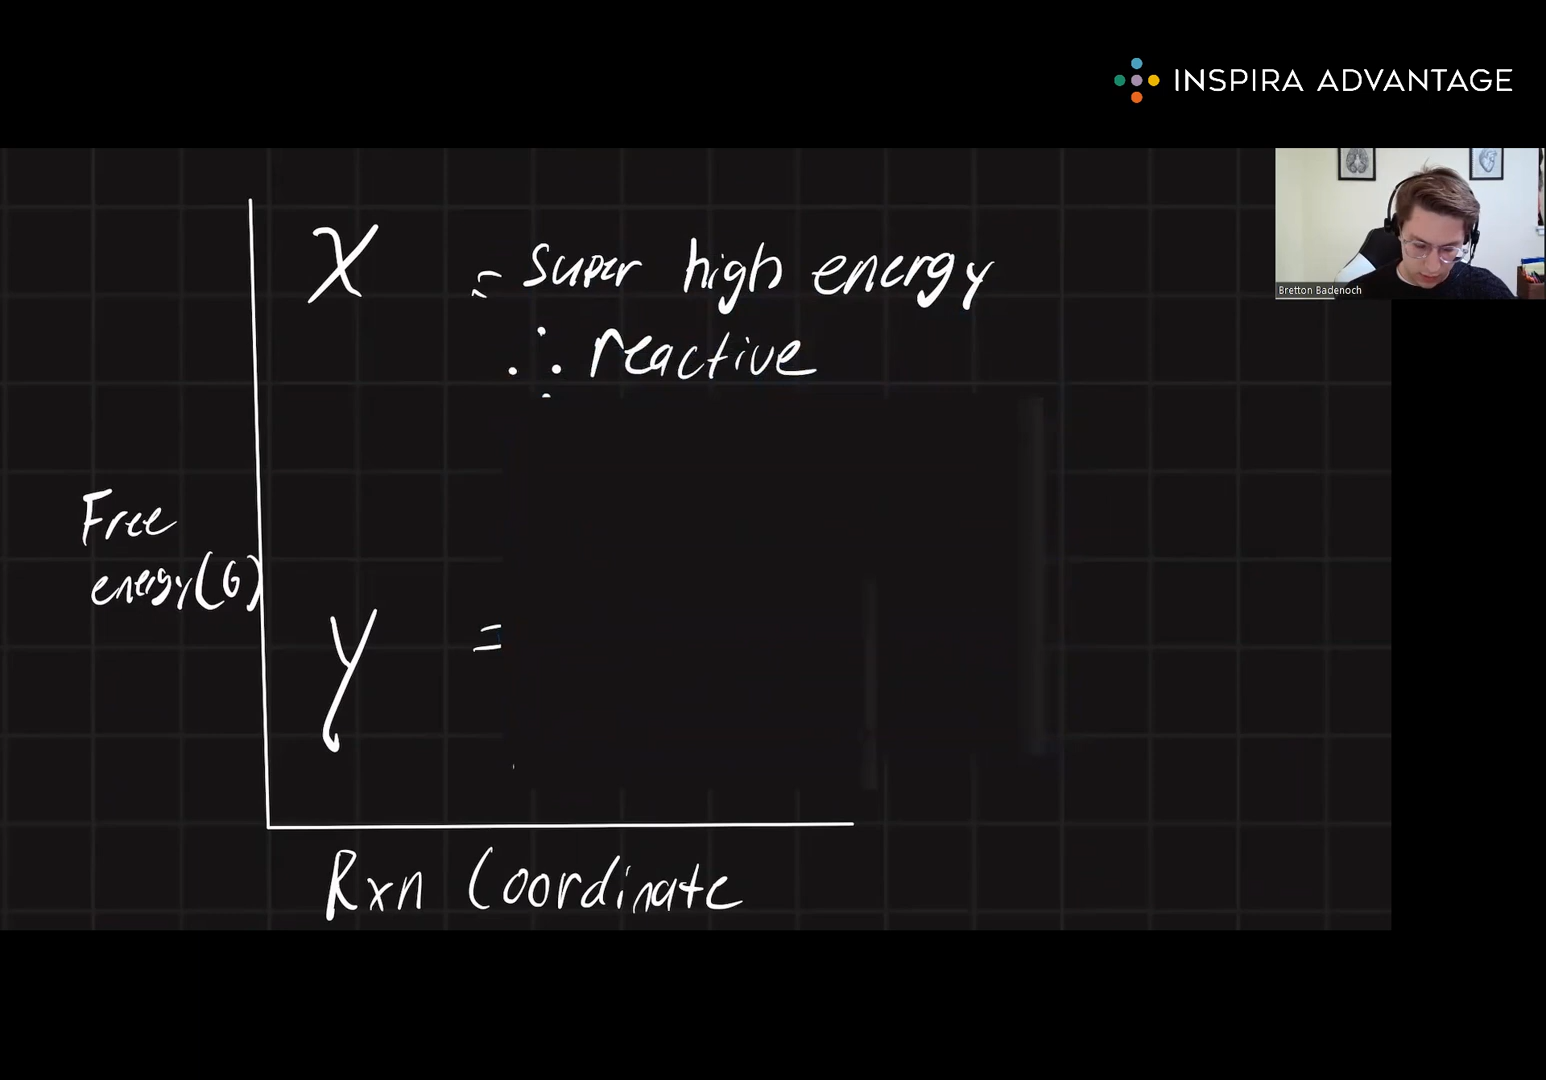 INSPIRA ADVANTAGE
Bretton Badenoch
x = super high energy
∴ reactive
Free
energy (G)
y =
Rxn Coordinate